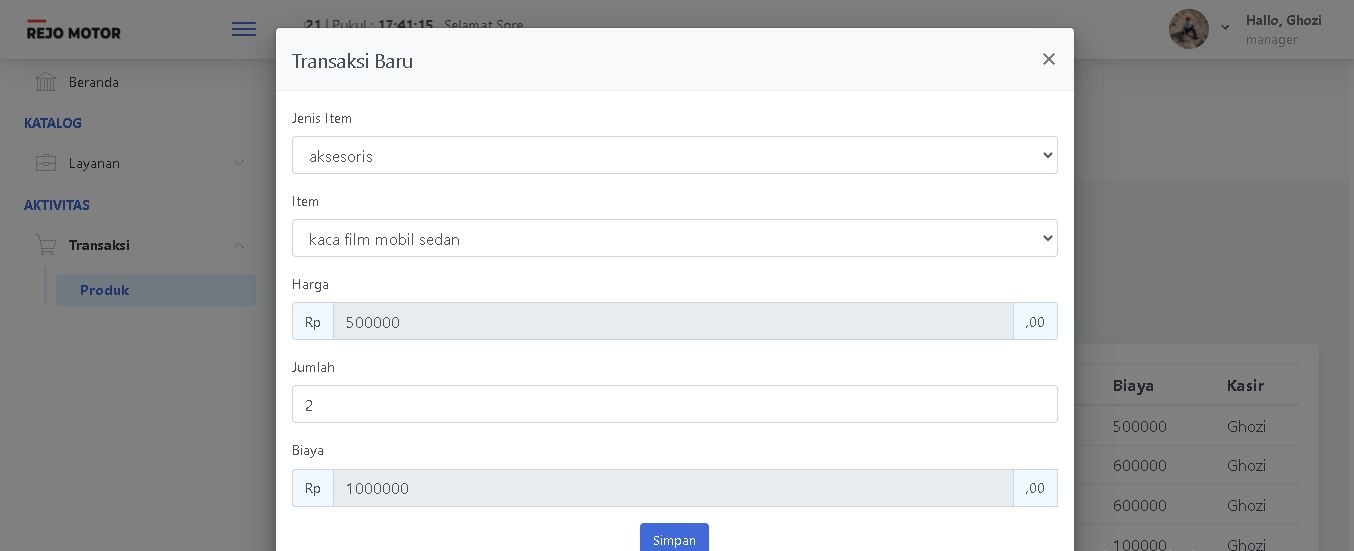 REJO MOTOR
21 | Pukul : 17:41:15 Selamat Sore
Hallo, Ghozi
manager
Beranda
KATALOG
Layanan
AKTIVITAS
Transaksi
Produk
Transaksi Baru
×
Jenis Item
aksesoris
Item
kaca film mobil sedan
Harga
Rp 500000 ,00
Jumlah
2
Biaya
Rp 1000000 ,00
Simpan
Biaya Kasir
500000 Ghozi
600000 Ghozi
600000 Ghozi
100000 Ghozi